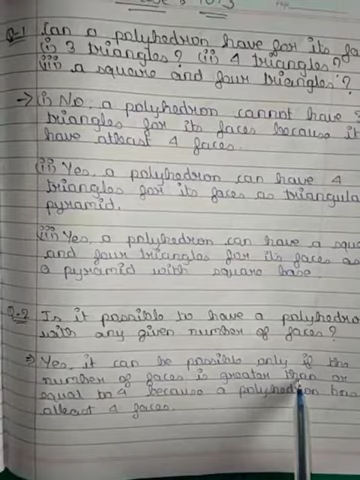 Q.1 Can a polyhedron have for its
(i) 3 triangles? (ii) 4 triangles?
(iii) a square and four triangles?
→ (i) No, a polyhedron cannot have 3
triangles for its faces because it
have atleast 4 faces.
(ii) Yes, a polyhedron can have 4
triangles for its faces as
pyramid.
(iii) Yes, a polyhedron can have a
and four triangles for its faces as
a pyramid with square base.
Q.2 Is it possible to have a
with any given number of faces?
⇒ Yes, it can be possible only if the
number of faces is greater than or
equal to 4 because a polyhedron has
atleast 4 faces.